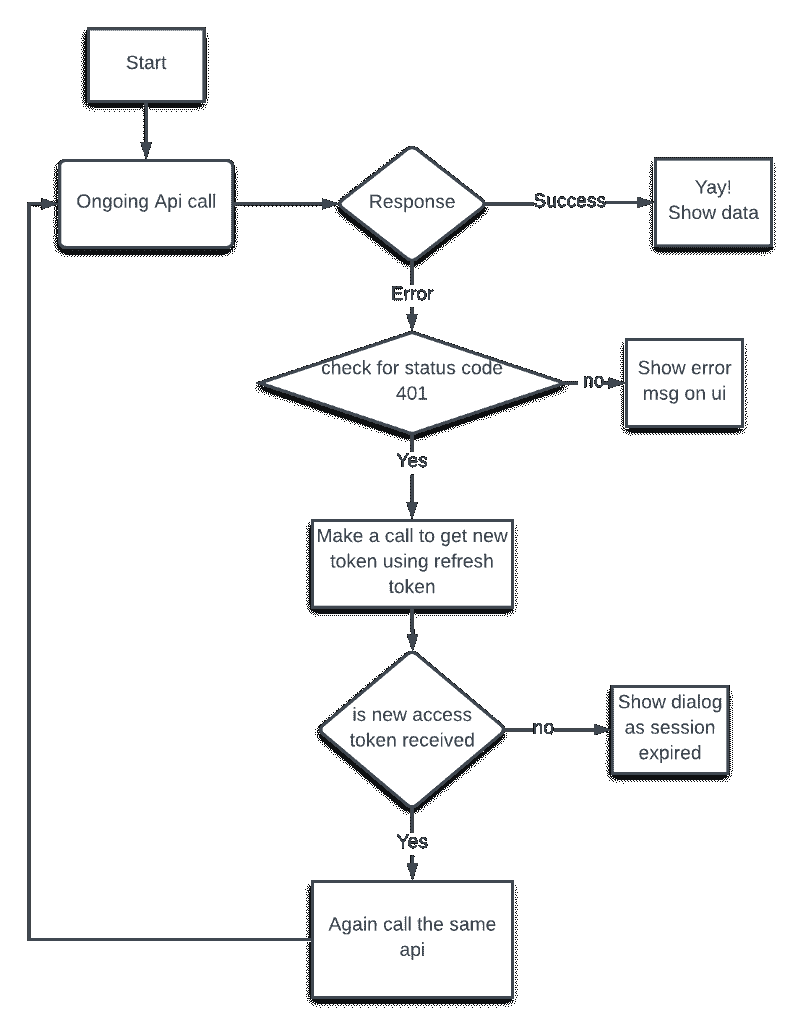 Start
Ongoing Api call
Response
Success
Yay!
Show data
Error
check for status code
401
no
Show error
msg on ui
Yes
Make a call to get new
token using refresh
token
is new access
token received
no
Show dialog
as session
expired
Yes
Again call the same
api